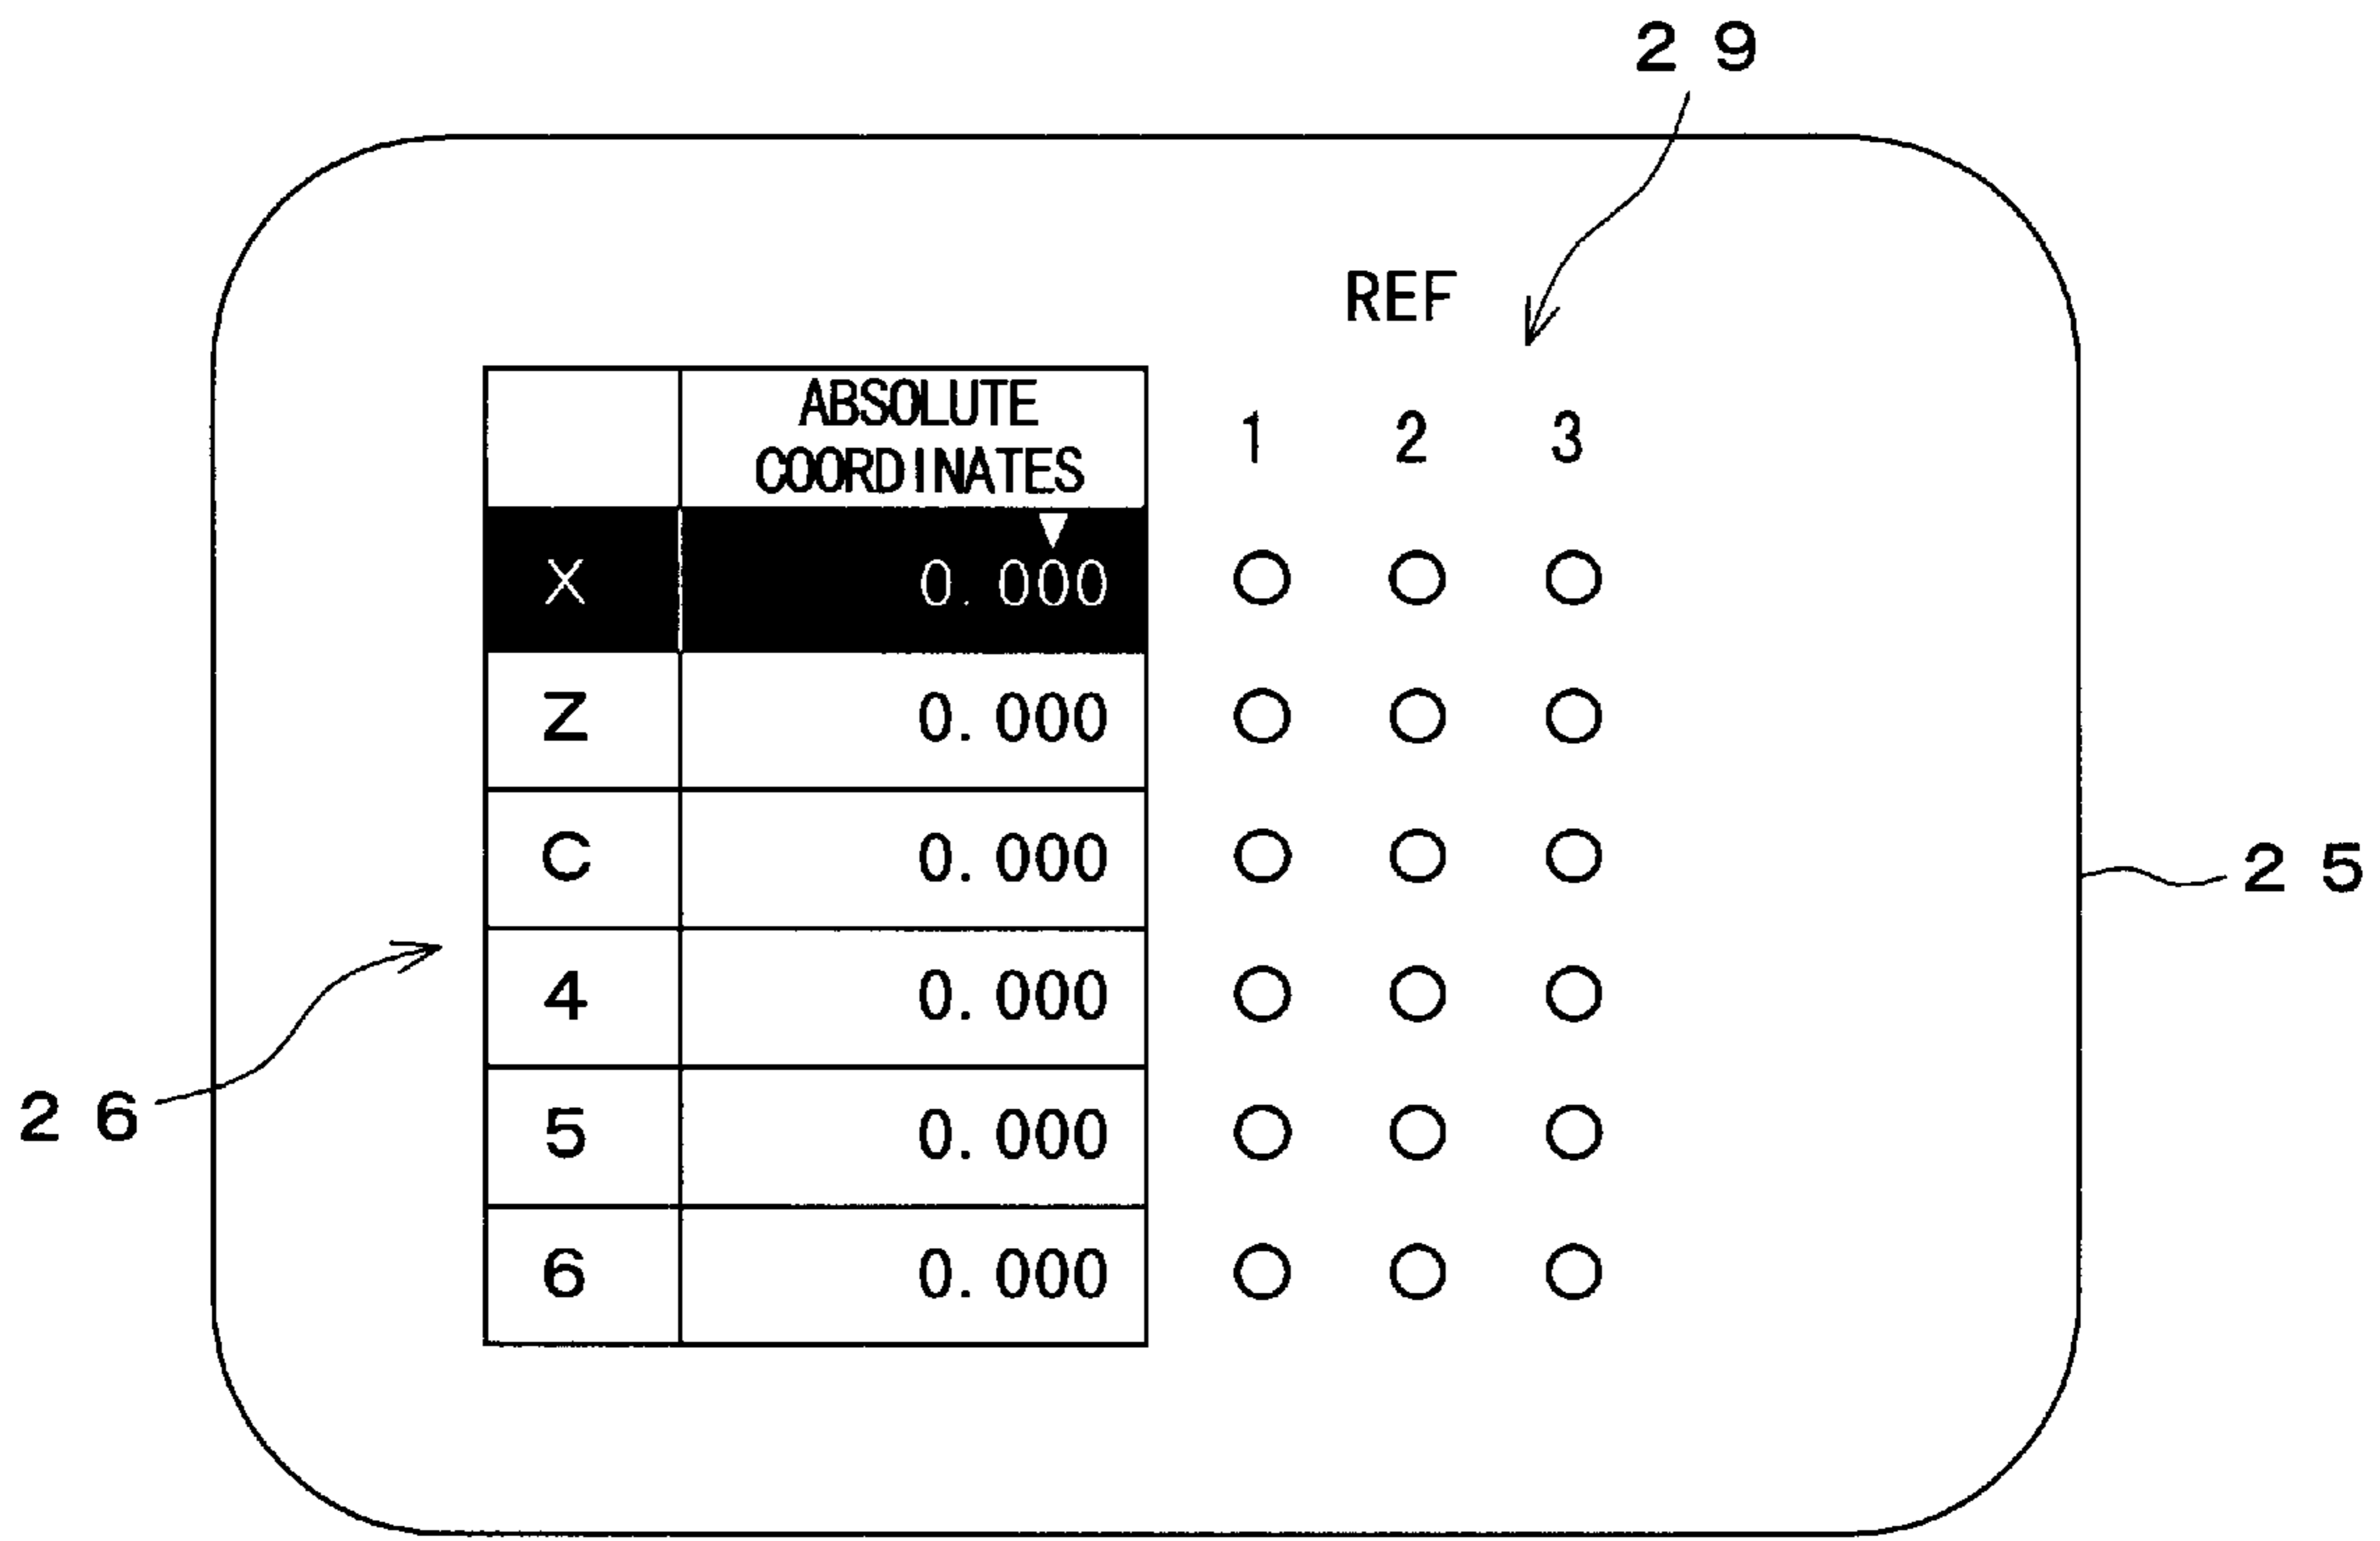 29
REF
ABSOLUTE
COORDINATES
1 2 3
X 0.000
Z 0.000
C 0.000
25
4 0.000
26
5 0.000
6 0.000